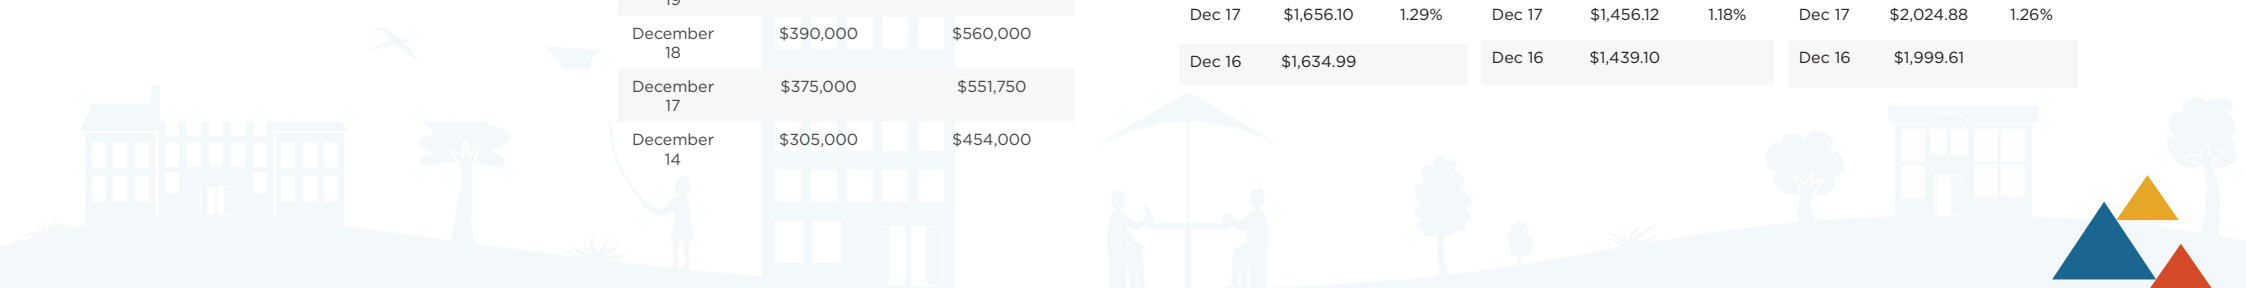 19
December $390,000 $560,000
18
December $375,000 $551,750
17
December $305,000 $454,000
14
Dec 17 $1,656.10 1.29%
Dec 16 $1,634.99
Dec 17 $1,456.12 1.18%
Dec 16 $1,439.10
Dec 17 $2,024.88 1.26%
Dec 16 $1,999.61